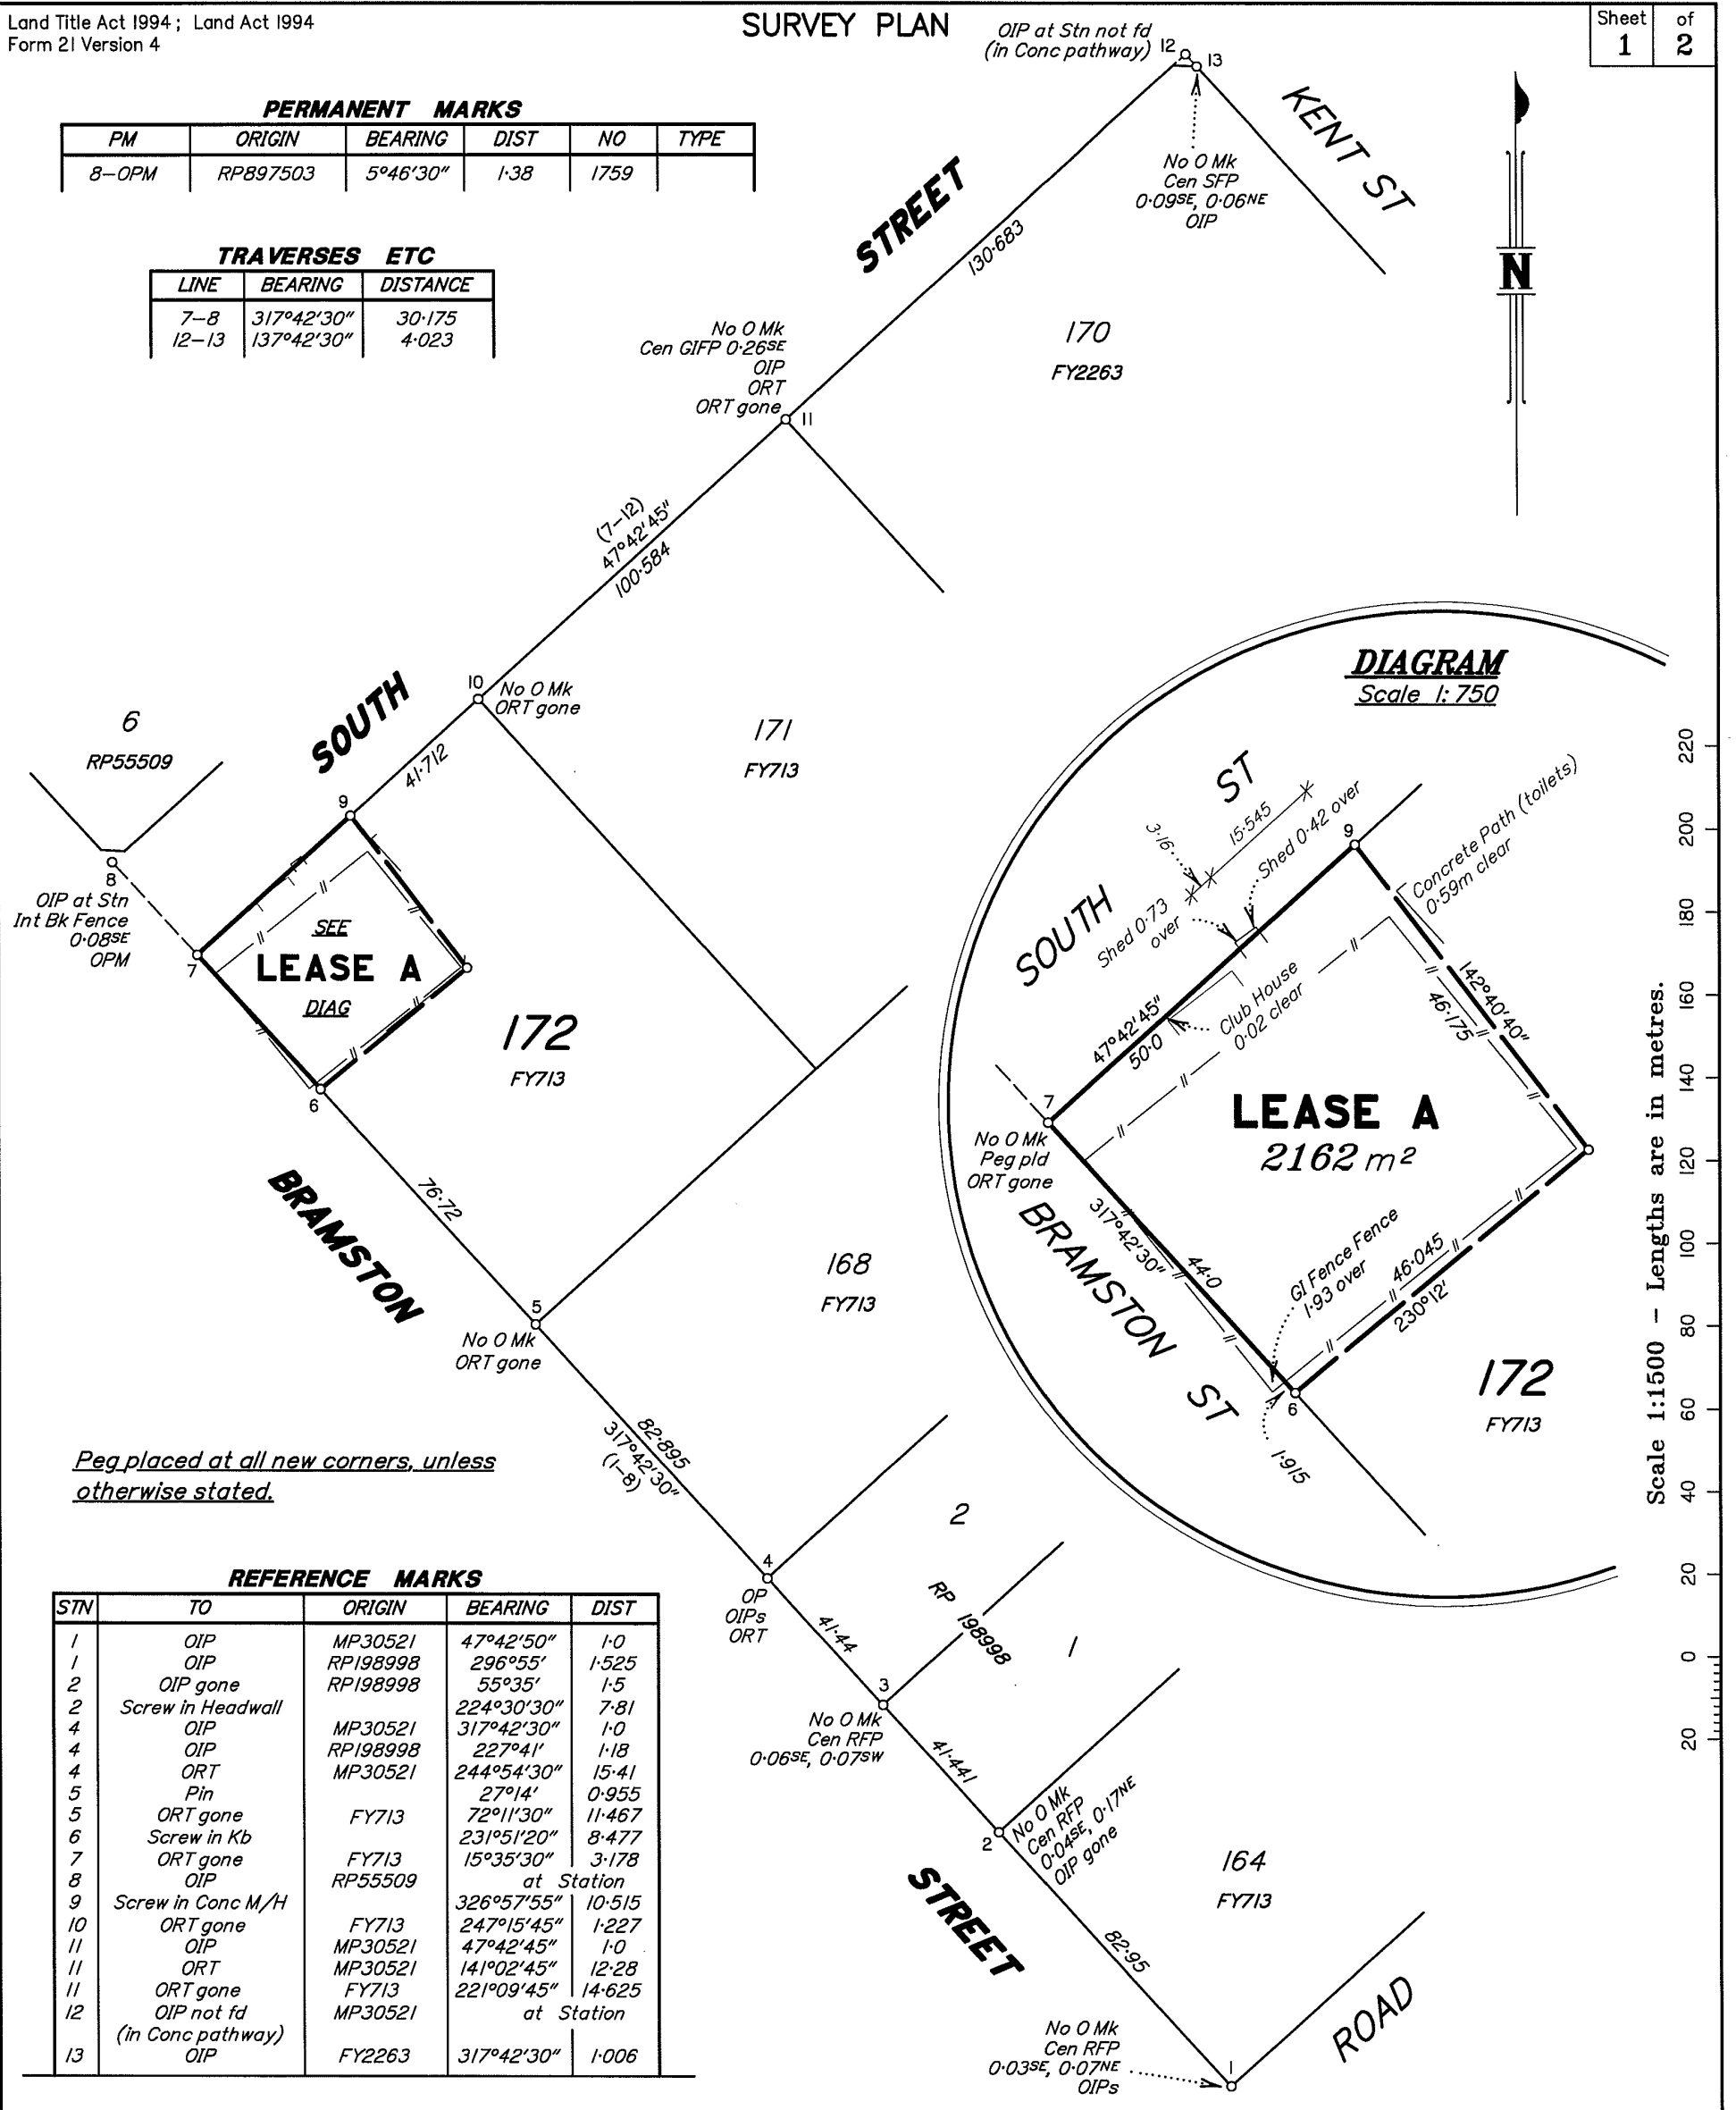 Land Title Act 1994 ; Land Act 1994
Form 21 Version 4
SURVEY PLAN
Sheet 1 of 2
PERMANENT MARKS
PM ORIGIN BEARING DIST NO TYPE
8-OPM RP897503 5°46'30" 1·38 1759
TRAVERSES ETC
LINE BEARING DISTANCE
7-8 317°42'30" 30·175
12-13 137°42'30" 4·023
OIP at Stn not fd
(in Conc pathway)
12
13
KENT ST
No O Mk
Cen SFP
0·09SE, 0·06NE
OIP
N
STREET
130·683
170
FY2263
No O Mk
Cen GIFP 0·26SE
OIP
ORT
ORT gone
11
(7-12)
47°42'45"
100·584
10
No O Mk
ORT gone
SOUTH
41·712
171
FY713
6
RP55509
9
8
OIP at Stn
Int Bk Fence
0·08SE
OPM
7
SEE
LEASE A
DIAG
172
FY713
6
76·72
BRAMSTON
168
FY713
5
No O Mk
ORT gone
82·895
317°42'30"
(1-8)
2
RP 198998
1
4
OP
OIPs
ORT
41·44
3
No O Mk
Cen RFP
0·06SE, 0·07SW
41·441
2
No O Mk
Cen RFP
0·04SE, 0·17NE
OIP gone
164
FY713
STREET
82·95
ROAD
No O Mk
Cen RFP
0·03SE, 0·07NE
OIPs
1
DIAGRAM
Scale 1:750
SOUTH ST
3·16
15·545
Shed 0·42 over
Shed 0·73
over
9
Concrete Path (toilets)
0·59m clear
Club House
0·02 clear
47°42'45"
50·0
142°40'40"
46·175
7
No O Mk
Peg pld
ORT gone
LEASE A
2162 m²
BRAMSTON ST
317°42'30"
44·0
GI Fence Fence
1·93 over
46·045
230°12'
6
1·915
172
FY713
Scale 1:1500 - Lengths are in metres.
220
200
180
160
140
120
100
80
60
40
20
0
20
Peg placed at all new corners, unless
otherwise stated.
REFERENCE MARKS
STN TO ORIGIN BEARING DIST
1 OIP MP30521 47°42'50" 1·0
1 OIP RP198998 296°55' 1·525
2 OIP gone RP198998 55°35' 1·5
2 Screw in Headwall 224°30'30" 7·81
4 OIP MP30521 317°42'30" 1·0
4 OIP RP198998 227°41' 1·18
4 ORT MP30521 244°54'30" 15·41
5 Pin 27°14' 0·955
5 ORT gone FY713 72°11'30" 11·467
6 Screw in Kb 231°51'20" 8·477
7 ORT gone FY713 15°35'30" 3·178
8 OIP RP55509 at Station
9 Screw in Conc M/H 326°57'55" 10·515
10 ORT gone FY713 247°15'45" 1·227
11 OIP MP30521 47°42'45" 1·0
11 ORT MP30521 141°02'45" 12·28
11 ORT gone FY713 221°09'45" 14·625
12 OIP not fd MP30521 at Station
(in Conc pathway)
13 OIP FY2263 317°42'30" 1·006